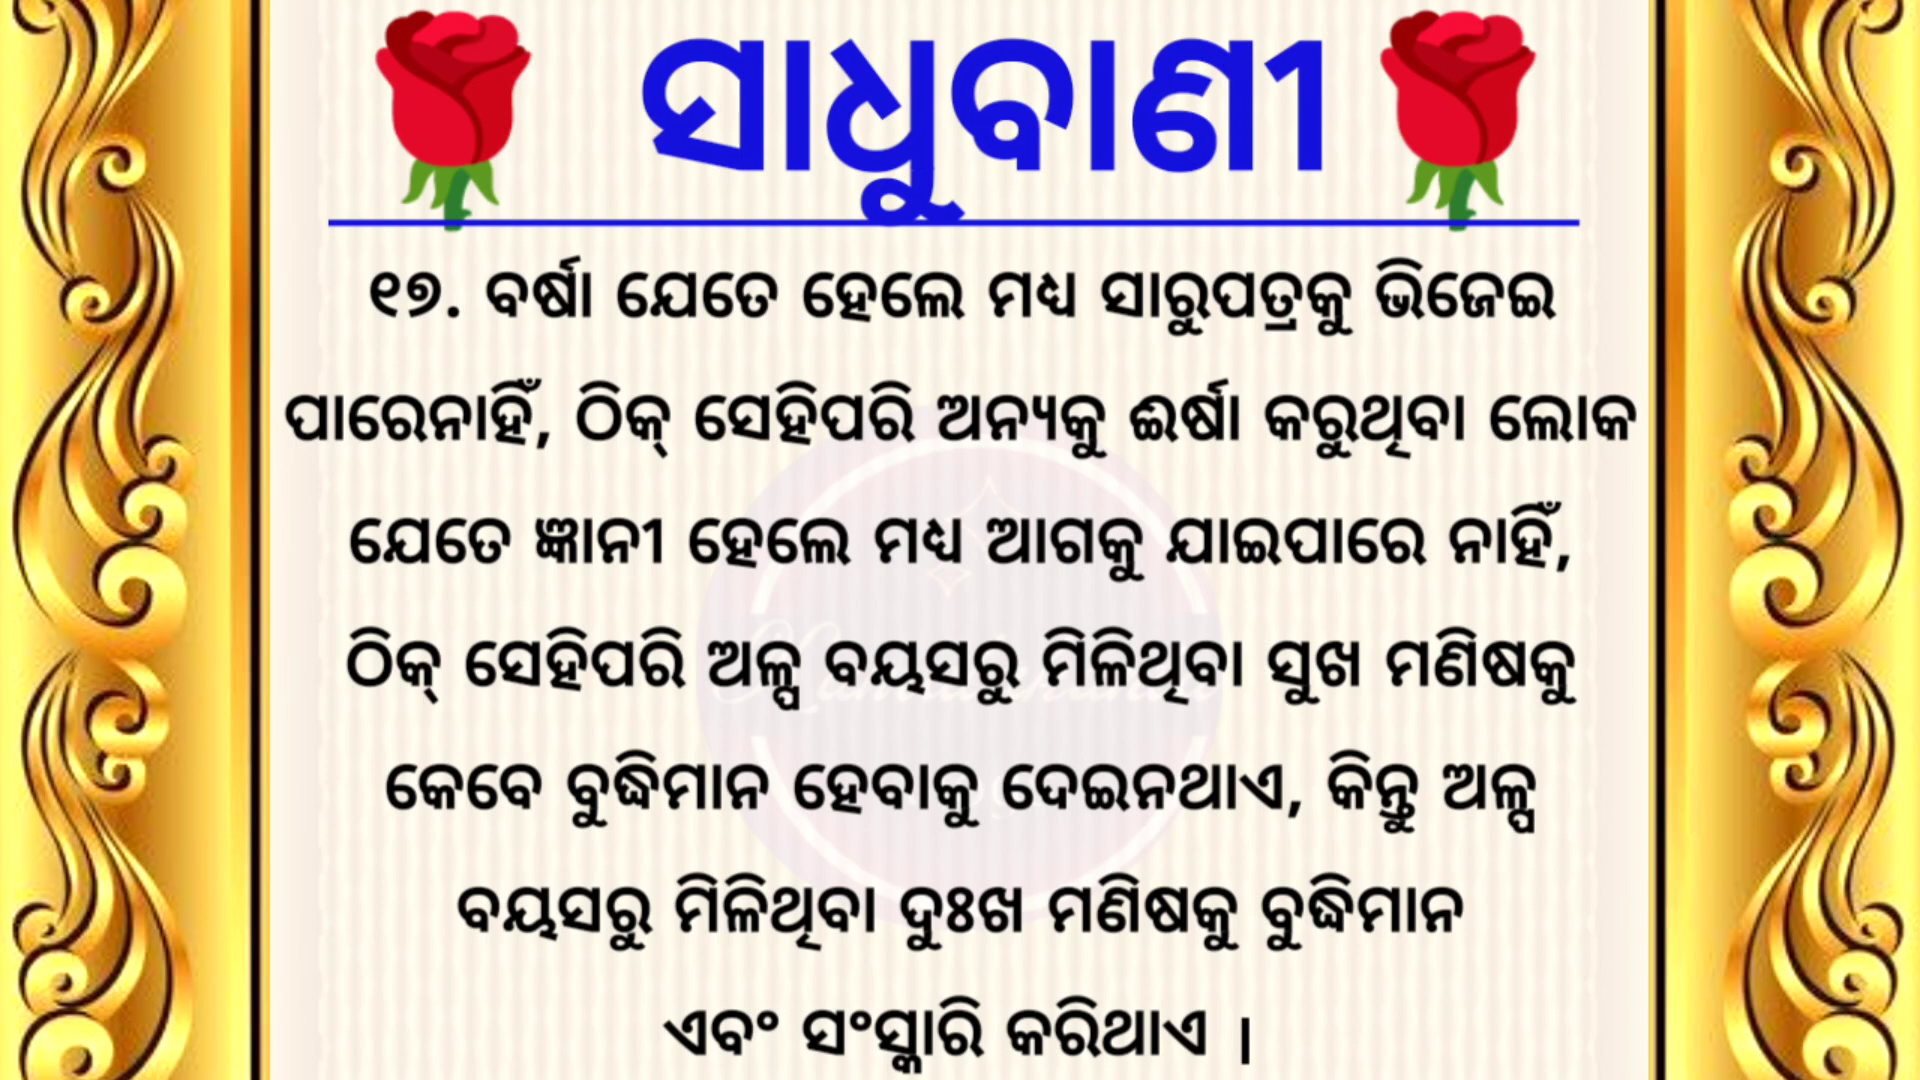 ସାଧୁବାଣୀ
୧୭. ବର୍ଷା ଯେତେ ହେଲେ ମଧ୍ୟ ସାରୁପତ୍ରକୁ ଭିଜେଇ
ପାରେନାହିଁ, ଠିକ୍ ସେହିପରି ଅନ୍ୟକୁ ଈର୍ଷା କରୁଥିବା ଲୋକ
ଯେତେ ଜ୍ଞାନୀ ହେଲେ ମଧ୍ୟ ଆଗକୁ ଯାଇପାରେ ନାହିଁ,
ଠିକ୍ ସେହିପରି ଅଳ୍ପ ବୟସରୁ ମିଳିଥିବା ସୁଖ ମଣିଷକୁ
କେବେ ବୁଦ୍ଧିମାନ ହେବାକୁ ଦେଇନଥାଏ, କିନ୍ତୁ ଅଳ୍ପ
ବୟସରୁ ମିଳିଥିବା ଦୁଃଖ ମଣିଷକୁ ବୁଦ୍ଧିମାନ
ଏବଂ ସଂସ୍କାରି କରିଥାଏ ।